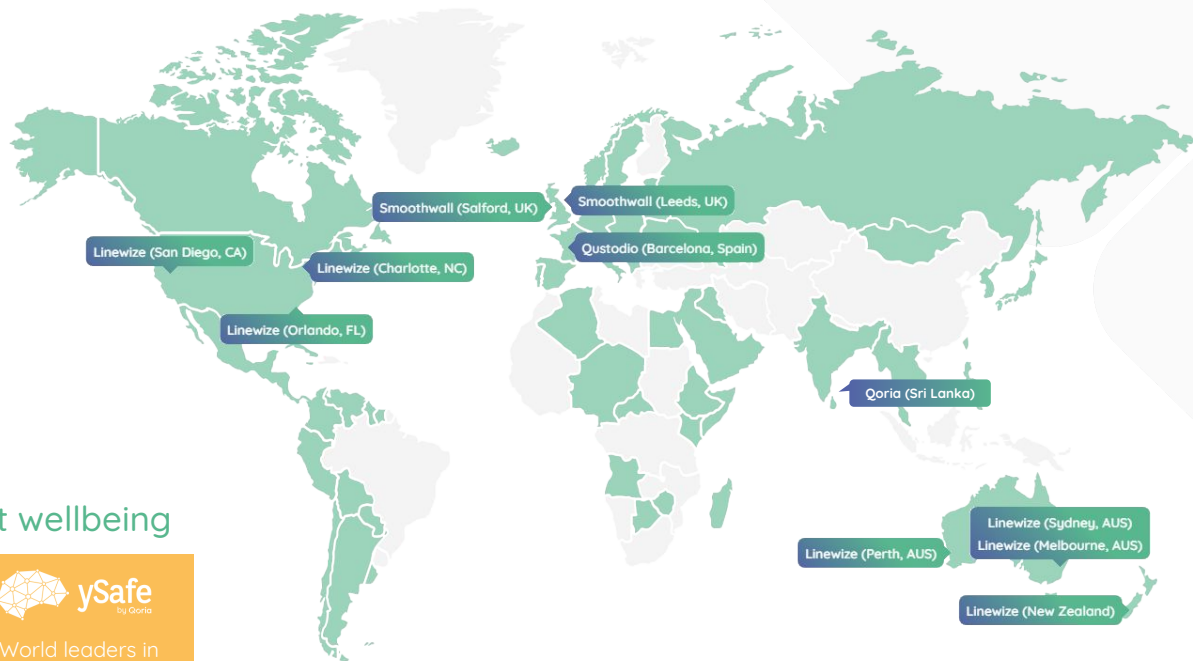 Smoothwall (Salford, UK)
Smoothwall (Leeds, UK)
Linewize (San Diego, CA)
Qustodio (Barcelona, Spain)
Linewize (Charlotte, NC)
Linewize (Orlando, FL)
Qoria (Sri Lanka)
t wellbeing
Linewize (Sydney, AUS)
Linewize (Melbourne, AUS)
Linewize (Perth, AUS)
ySafe
by Qoria
Linewize (New Zealand)
World leaders in